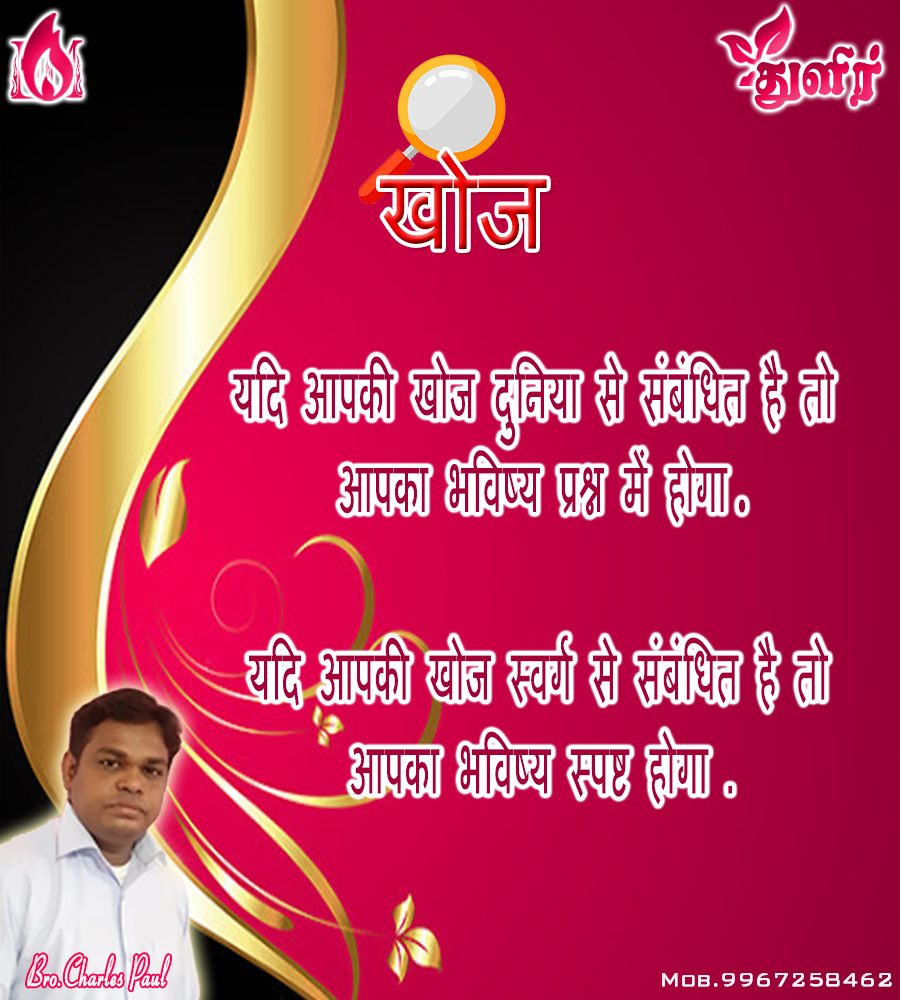 துளிர்
खोज
यदि आपकी खोज दुनिया से संबंधित है तो
आपका भविष्य प्रश्न में होगा.
यदि आपकी खोज स्वर्ग से संबंधित है तो
आपका भविष्य स्पष्ट होगा .
Bro.Charles Paul
Mob.9967258462